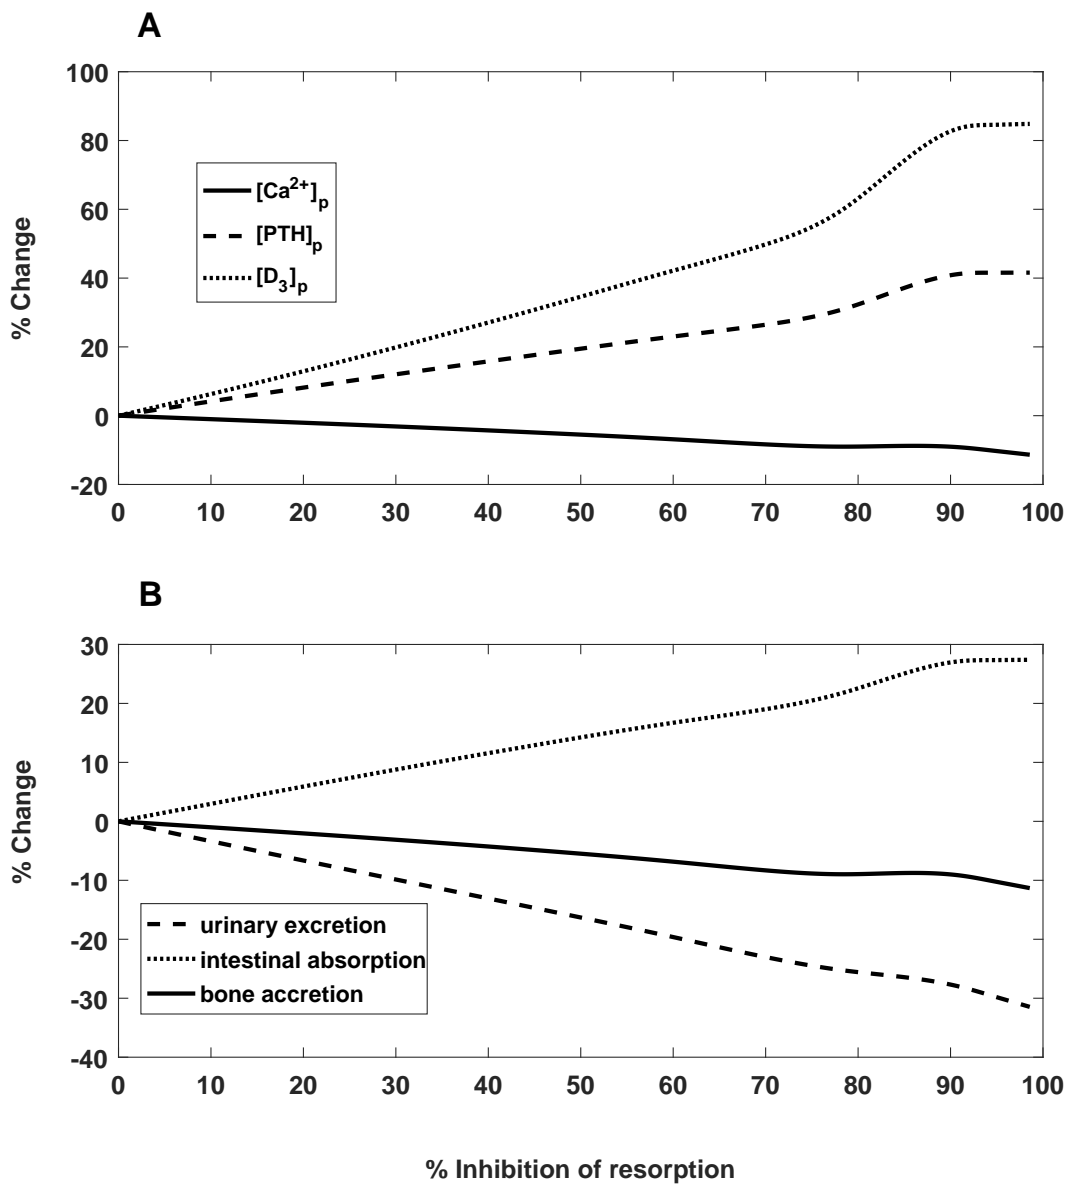 A
100
80
60
40
20
0
-20
% Change
[Ca2+]p
[PTH]p
[D3]p
0 10 20 30 40 50 60 70 80 90 100
B
30
20
10
0
-10
-20
-30
-40
% Change
urinary excretion
intestinal absorption
bone accretion
0 10 20 30 40 50 60 70 80 90 100
% Inhibition of resorption